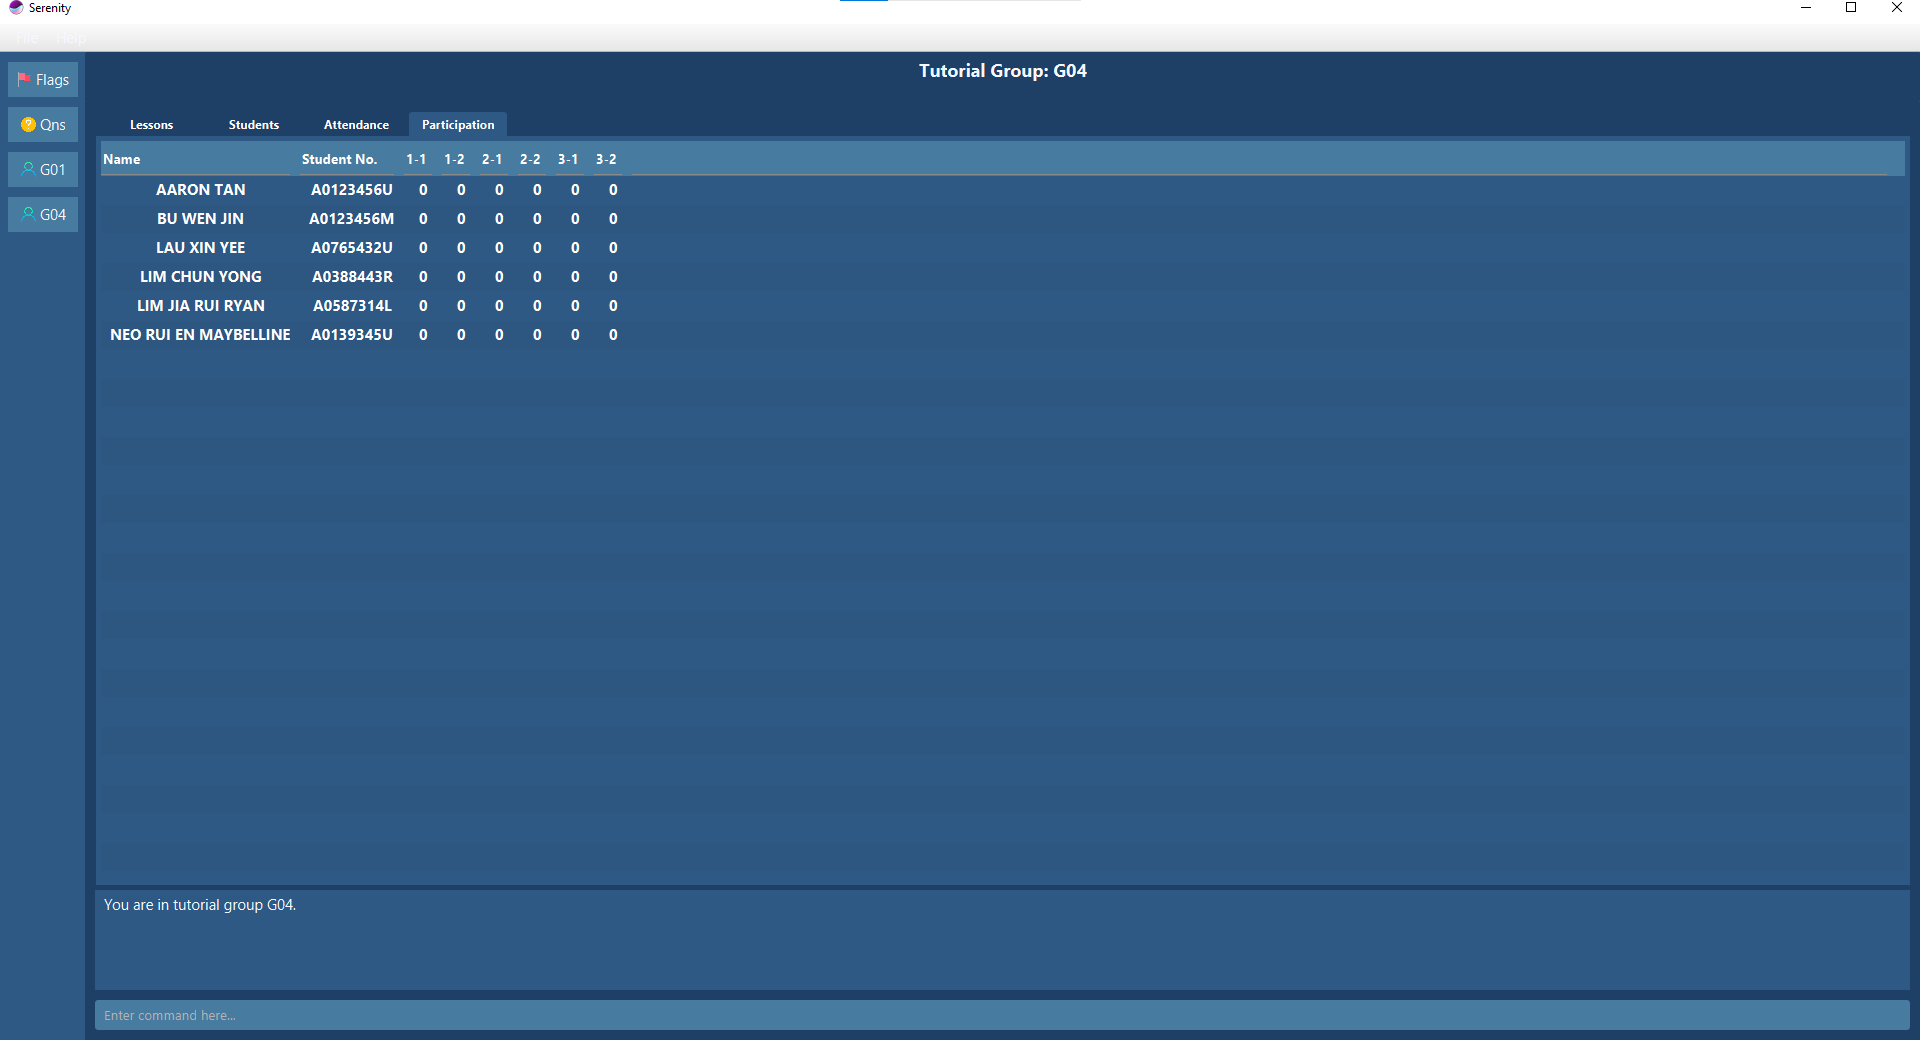 Serenity
File Help
Flags
Qns
G01
G04
Tutorial Group: G04
Lessons Students Attendance Participation
Name Student No. 1-1 1-2 2-1 2-2 3-1 3-2
AARON TAN A0123456U 0 0 0 0 0 0
BU WEN JIN A0123456M 0 0 0 0 0 0
LAU XIN YEE A0765432U 0 0 0 0 0 0
LIM CHUN YONG A0388443R 0 0 0 0 0 0
LIM JIA RUI RYAN A0587314L 0 0 0 0 0 0
NEO RUI EN MAYBELLINE A0139345U 0 0 0 0 0 0
You are in tutorial group G04.
Enter command here...